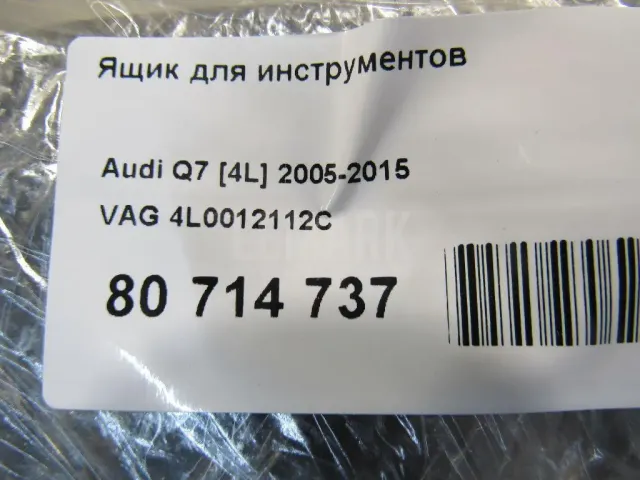 Ящик для инструментов
Audi Q7 [4L] 2005-2015
VAG 4L0012112C
80 714 737